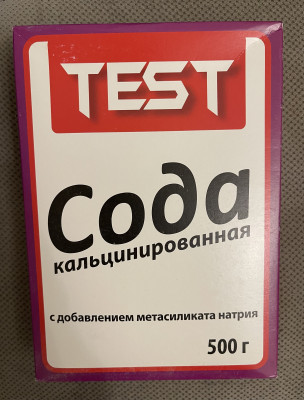 TEST
Сода
кальцинированная
с добавлением метасиликата натрия
500 г